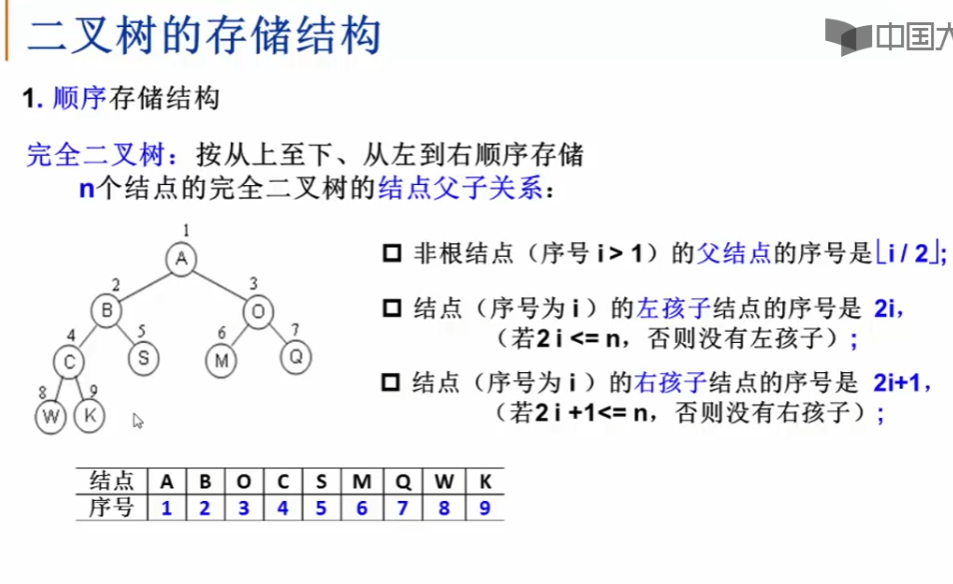 二叉树的存储结构
中国大
1. 顺序存储结构
完全二叉树：按从上至下、从左到右顺序存储
n个结点的完全二叉树的结点父子关系：
1
A
2
3
B
O
4
5
6
7
C
S
M
Q
8
9
W
K
非根结点（序号 i > 1）的父结点的序号是⌊i / 2⌋;
结点（序号为 i ）的左孩子结点的序号是 2i,
（若2 i <= n，否则没有左孩子）;
结点（序号为 i ）的右孩子结点的序号是 2i+1,
（若2 i +1<= n，否则没有右孩子）;
结点 A B O C S M Q W K
序号 1 2 3 4 5 6 7 8 9